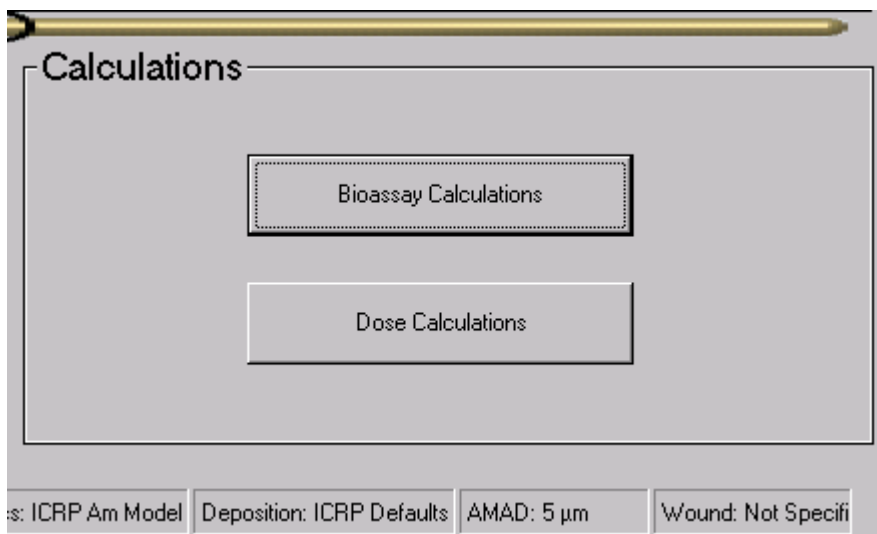 Calculations
Bioassay Calculations
Dose Calculations
s: ICRP Am Model Deposition: ICRP Defaults AMAD: 5 µm Wound: Not Specifi